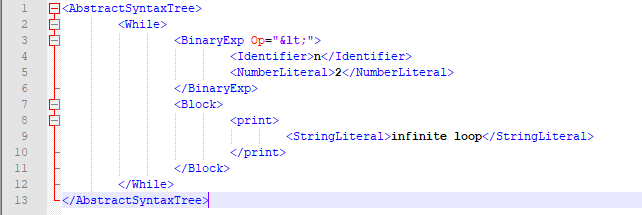 1 <AbstractSyntaxTree>
2 <While>
3 <BinaryExp Op="&lt;">
4 <Identifier>n</Identifier>
5 <NumberLiteral>2</NumberLiteral>
6 </BinaryExp>
7 <Block>
8 <print>
9 <StringLiteral>infinite loop</StringLiteral>
10 </print>
11 </Block>
12 </While>
13 </AbstractSyntaxTree>